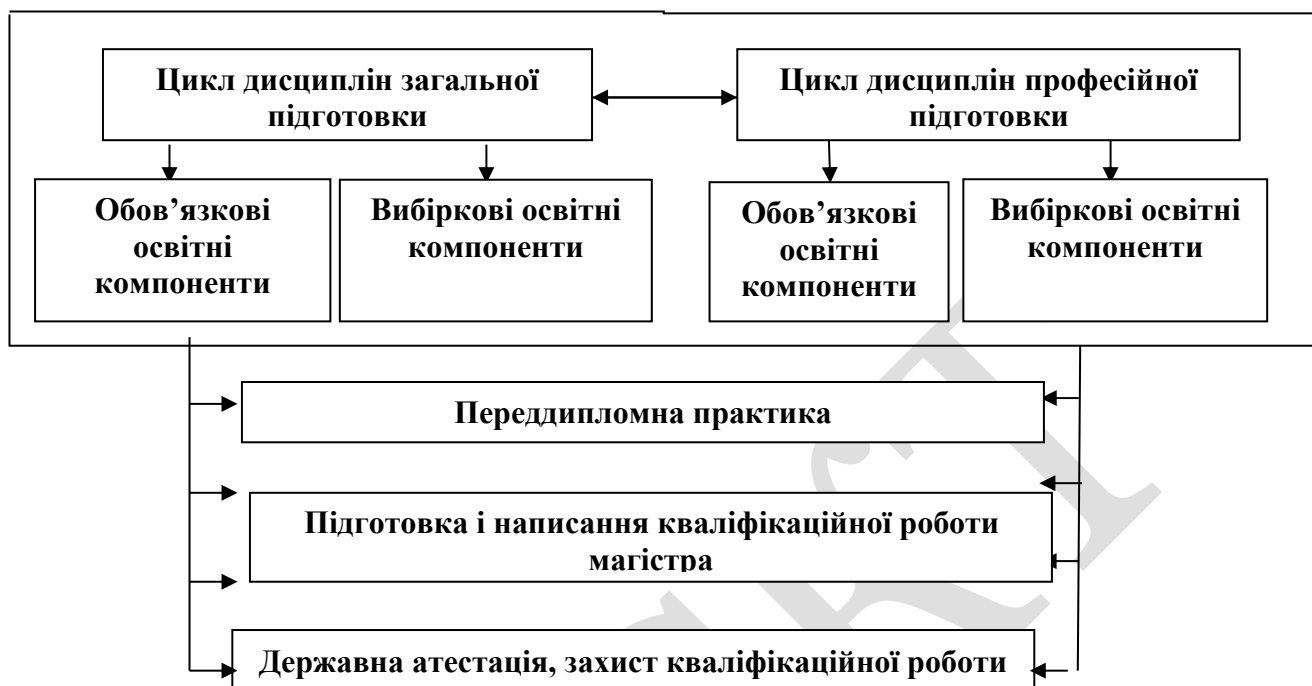 Цикл дисциплін загальної
підготовки
Цикл дисциплін професійної
підготовки
Обов’язкові
освітні
компоненти
Вибіркові освітні
компоненти
Обов’язкові
освітні
компоненти
Вибіркові освітні
компоненти
Переддипломна практика
Підготовка і написання кваліфікаційної роботи
магістра
Державна атестація, захист кваліфікаційної роботи